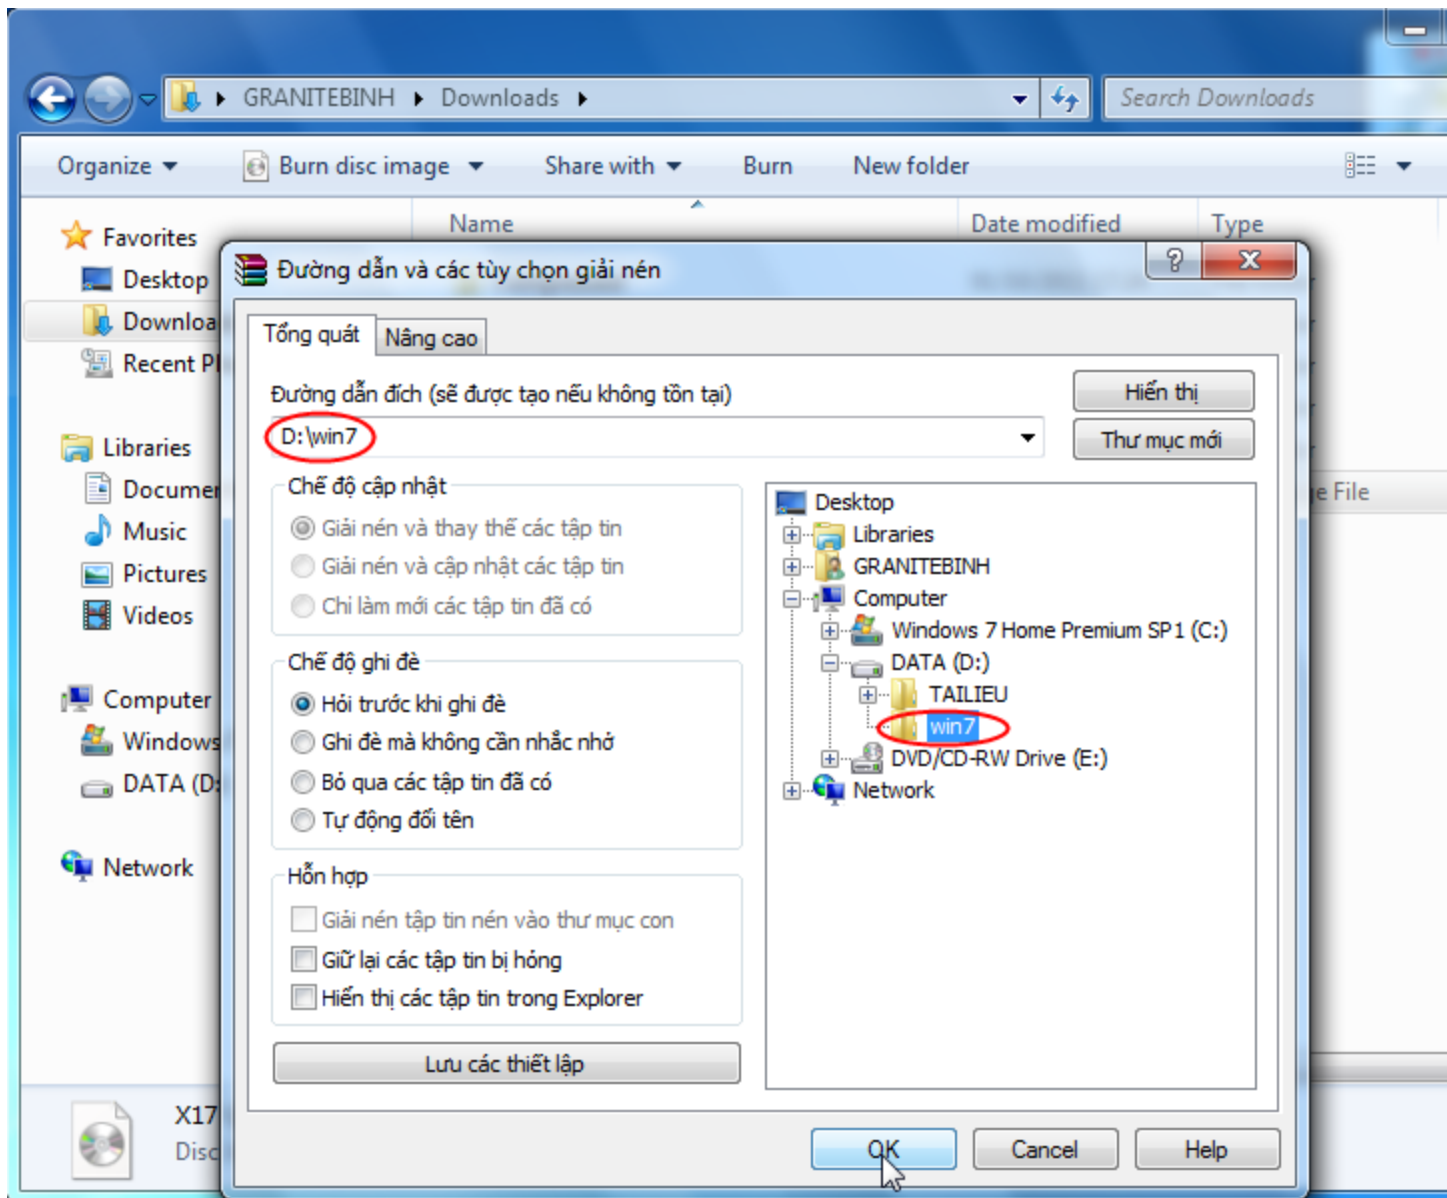 GRANITEBINH Downloads
Search Downloads
Organize Burn disc image Share with Burn New folder
Name Date modified Type
Favorites
Desktop
Recent
Libraries
Music
Pictures
Videos
Computer
Windows
DATA (D:
Network
File
X17
Đường dẫn và các tùy chọn giải nén
Tổng quát Nâng cao
Đường dẫn đích (sẽ được tạo nếu không tồn tại)
Hiển thị
D:\win7
Thư mục mới
Chế độ cập nhật
Giải nén và thay thế các tập tin
Giải nén và cập nhật các tập tin
Chỉ làm mới các tập tin đã có
Chế độ ghi đè
Hỏi trước khi ghi đè
Ghi đè mà không cần nhắc nhở
Bỏ qua các tập tin đã có
Tự động đổi tên
Hỗn hợp
Giải nén tập tin nén vào thư mục con
Giữ lại các tập tin bị hỏng
Hiển thị các tập tin trong Explorer
Lưu các thiết lập
Desktop
Libraries
GRANITEBINH
Computer
Windows 7 Home Premium SP1 (C:)
DATA (D:)
TAILIEU
win7
DVD/CD-RW Drive (E:)
Network
OK Cancel Help